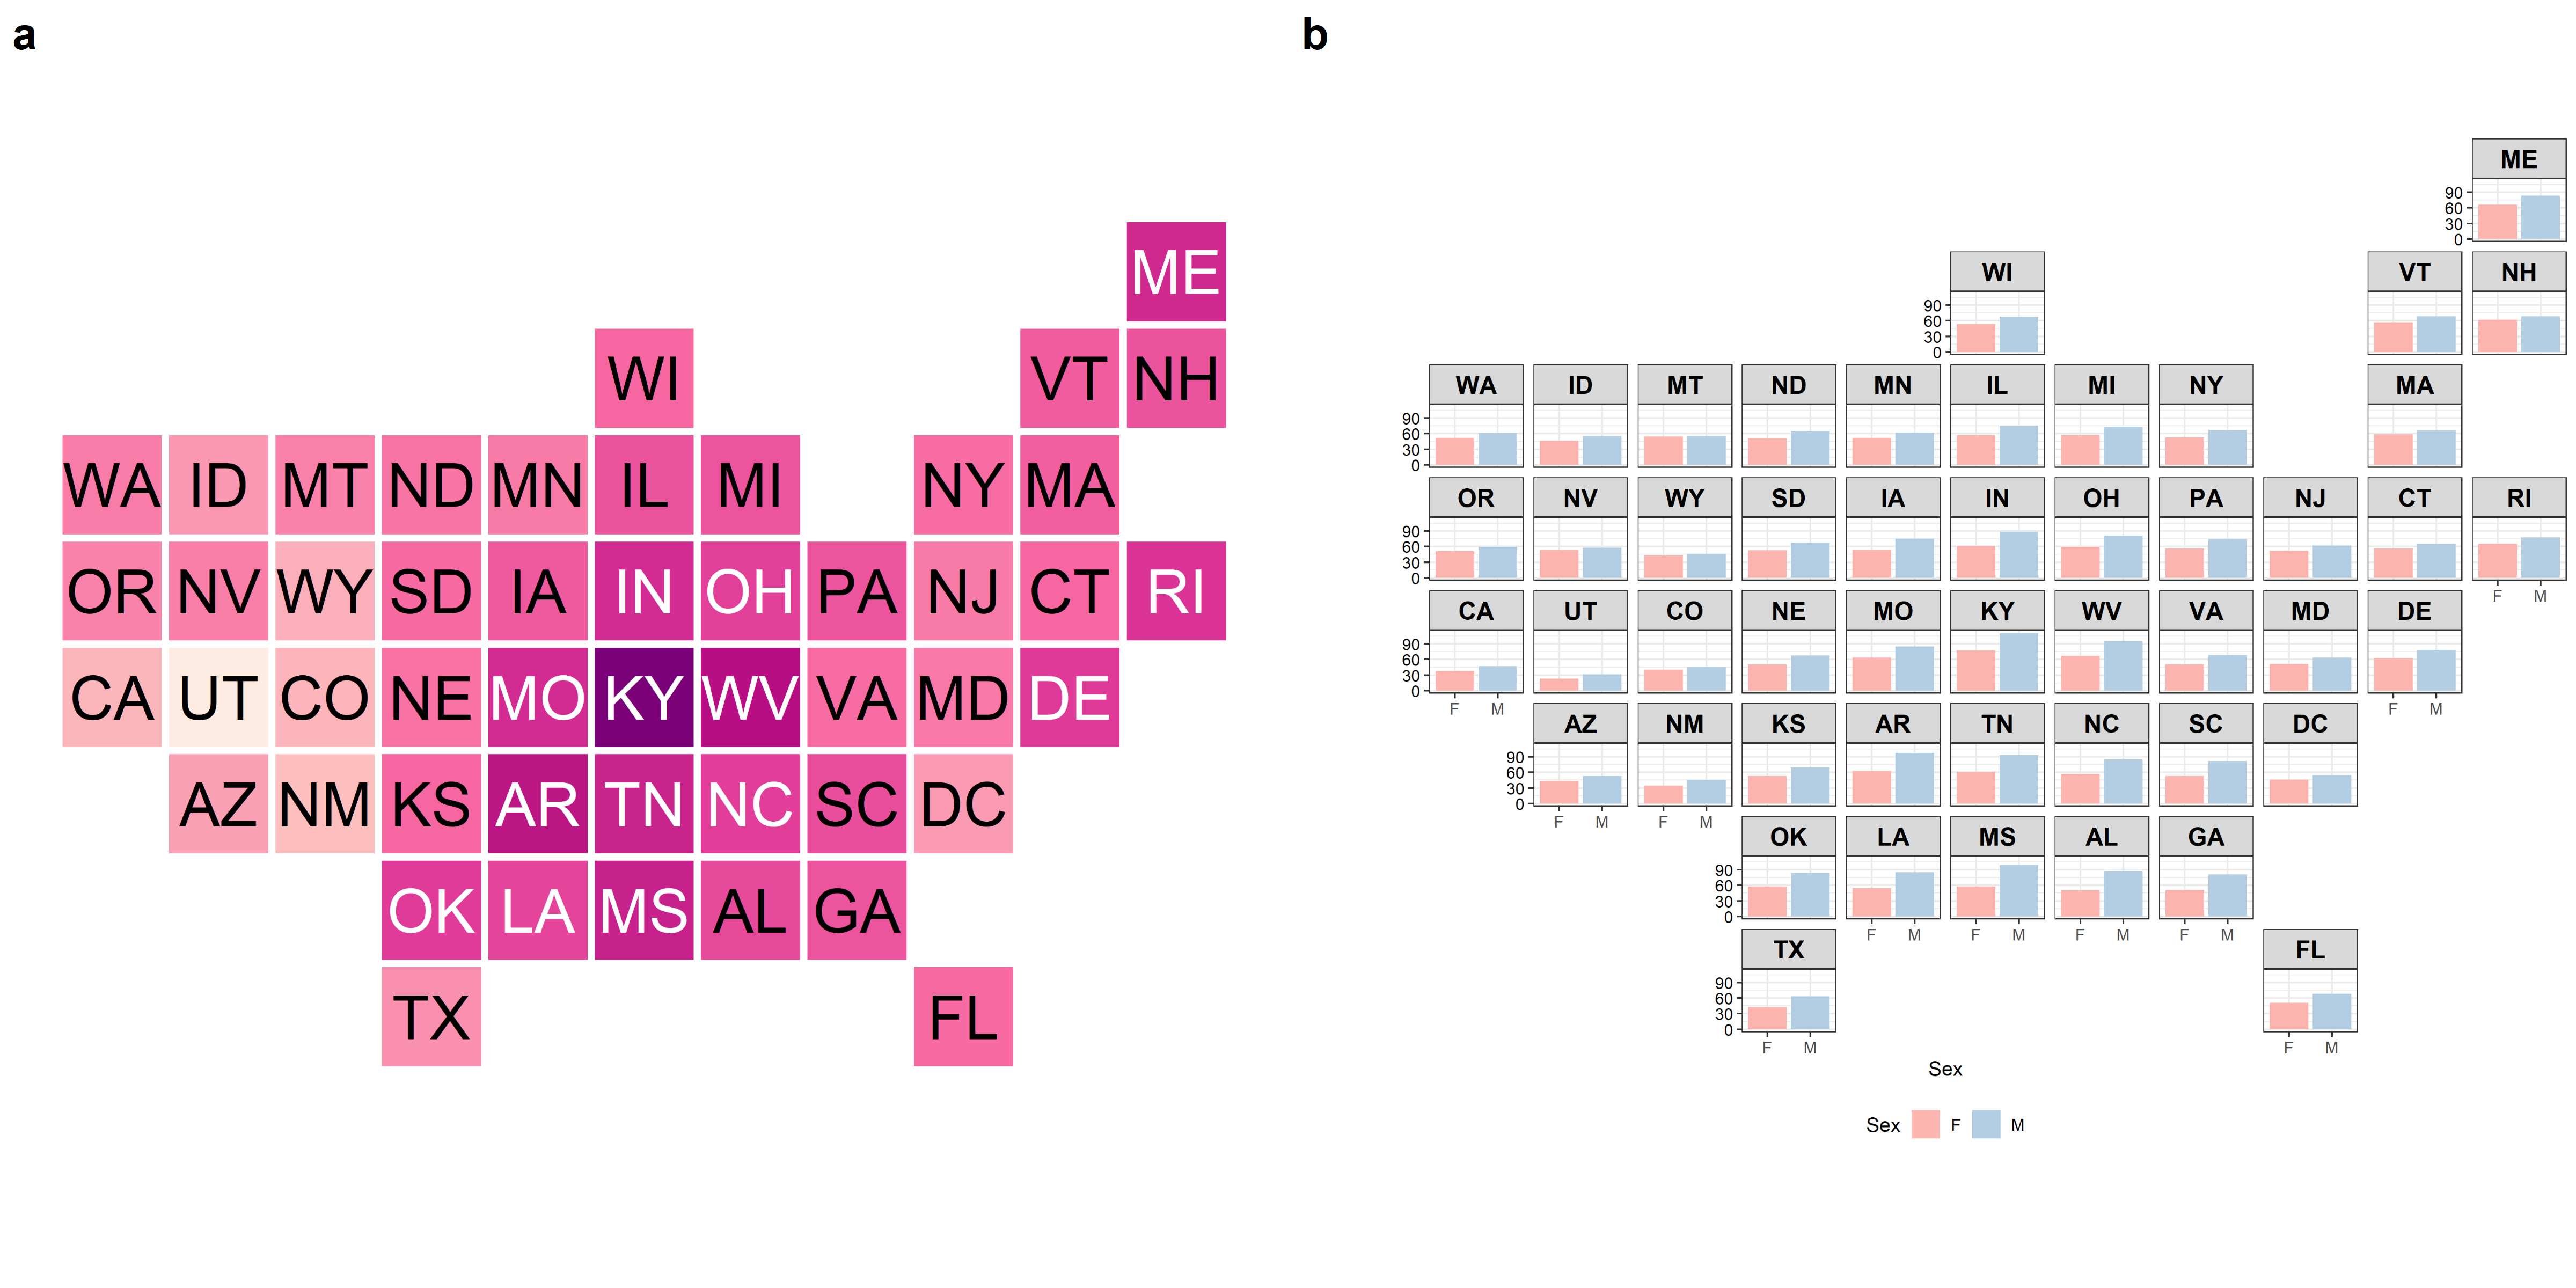 a
ME
WI VT NH
WA ID MT ND MN IL MI NY MA
OR NV WY SD IA IN OH PA NJ CT RI
CA UT CO NE MO KY WV VA MD DE
AZ NM KS AR TN NC SC DC
OK LA MS AL GA
TX FL
b
ME
90
60
30
0
WI VT NH
90
60
30
0
WA ID MT ND MN IL MI NY MA
90
60
30
0
OR NV WY SD IA IN OH PA NJ CT RI
90
60
30
0
F M
CA UT CO NE MO KY WV VA MD DE
90
60
30
0
F M F M
AZ NM KS AR TN NC SC DC
90
60
30
0
F M F M
OK LA MS AL GA
90
60
30
0
F M F M F M F M
TX FL
90
60
30
0
F M F M
Sex
Sex F M